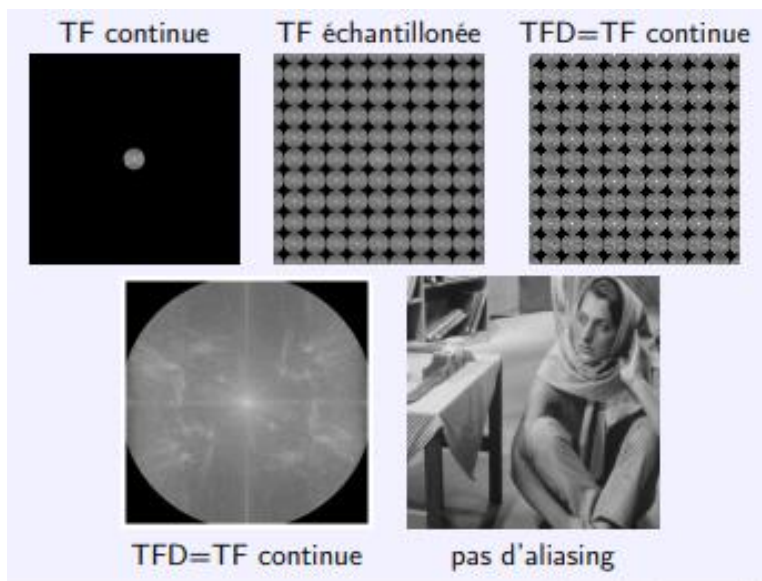 TF continue
TF échantillonée
TFD=TF continue
TFD=TF continue
pas d'aliasing